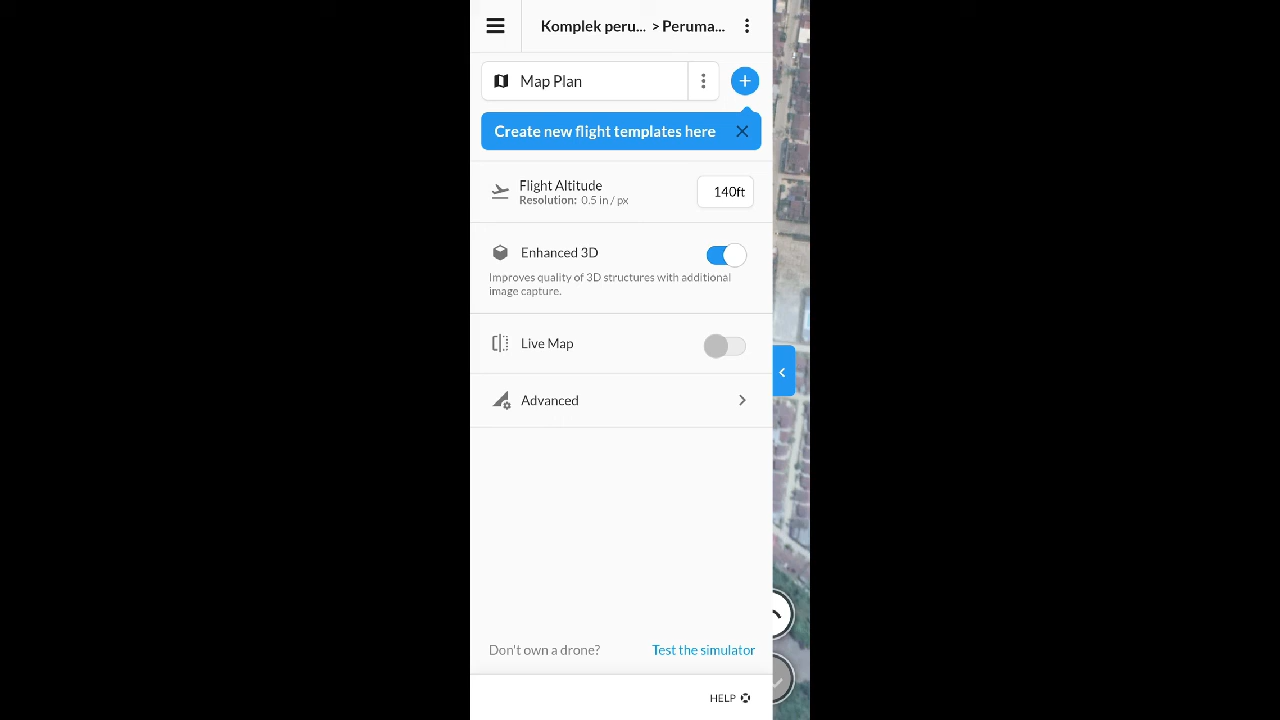 Komplek peru... > Peruma...
Map Plan
Create new flight templates here
Flight Altitude
Resolution: 0.5 in / px
140ft
Enhanced 3D
Improves quality of 3D structures with additional
image capture.
Live Map
Advanced
Don't own a drone?
Test the simulator
HELP